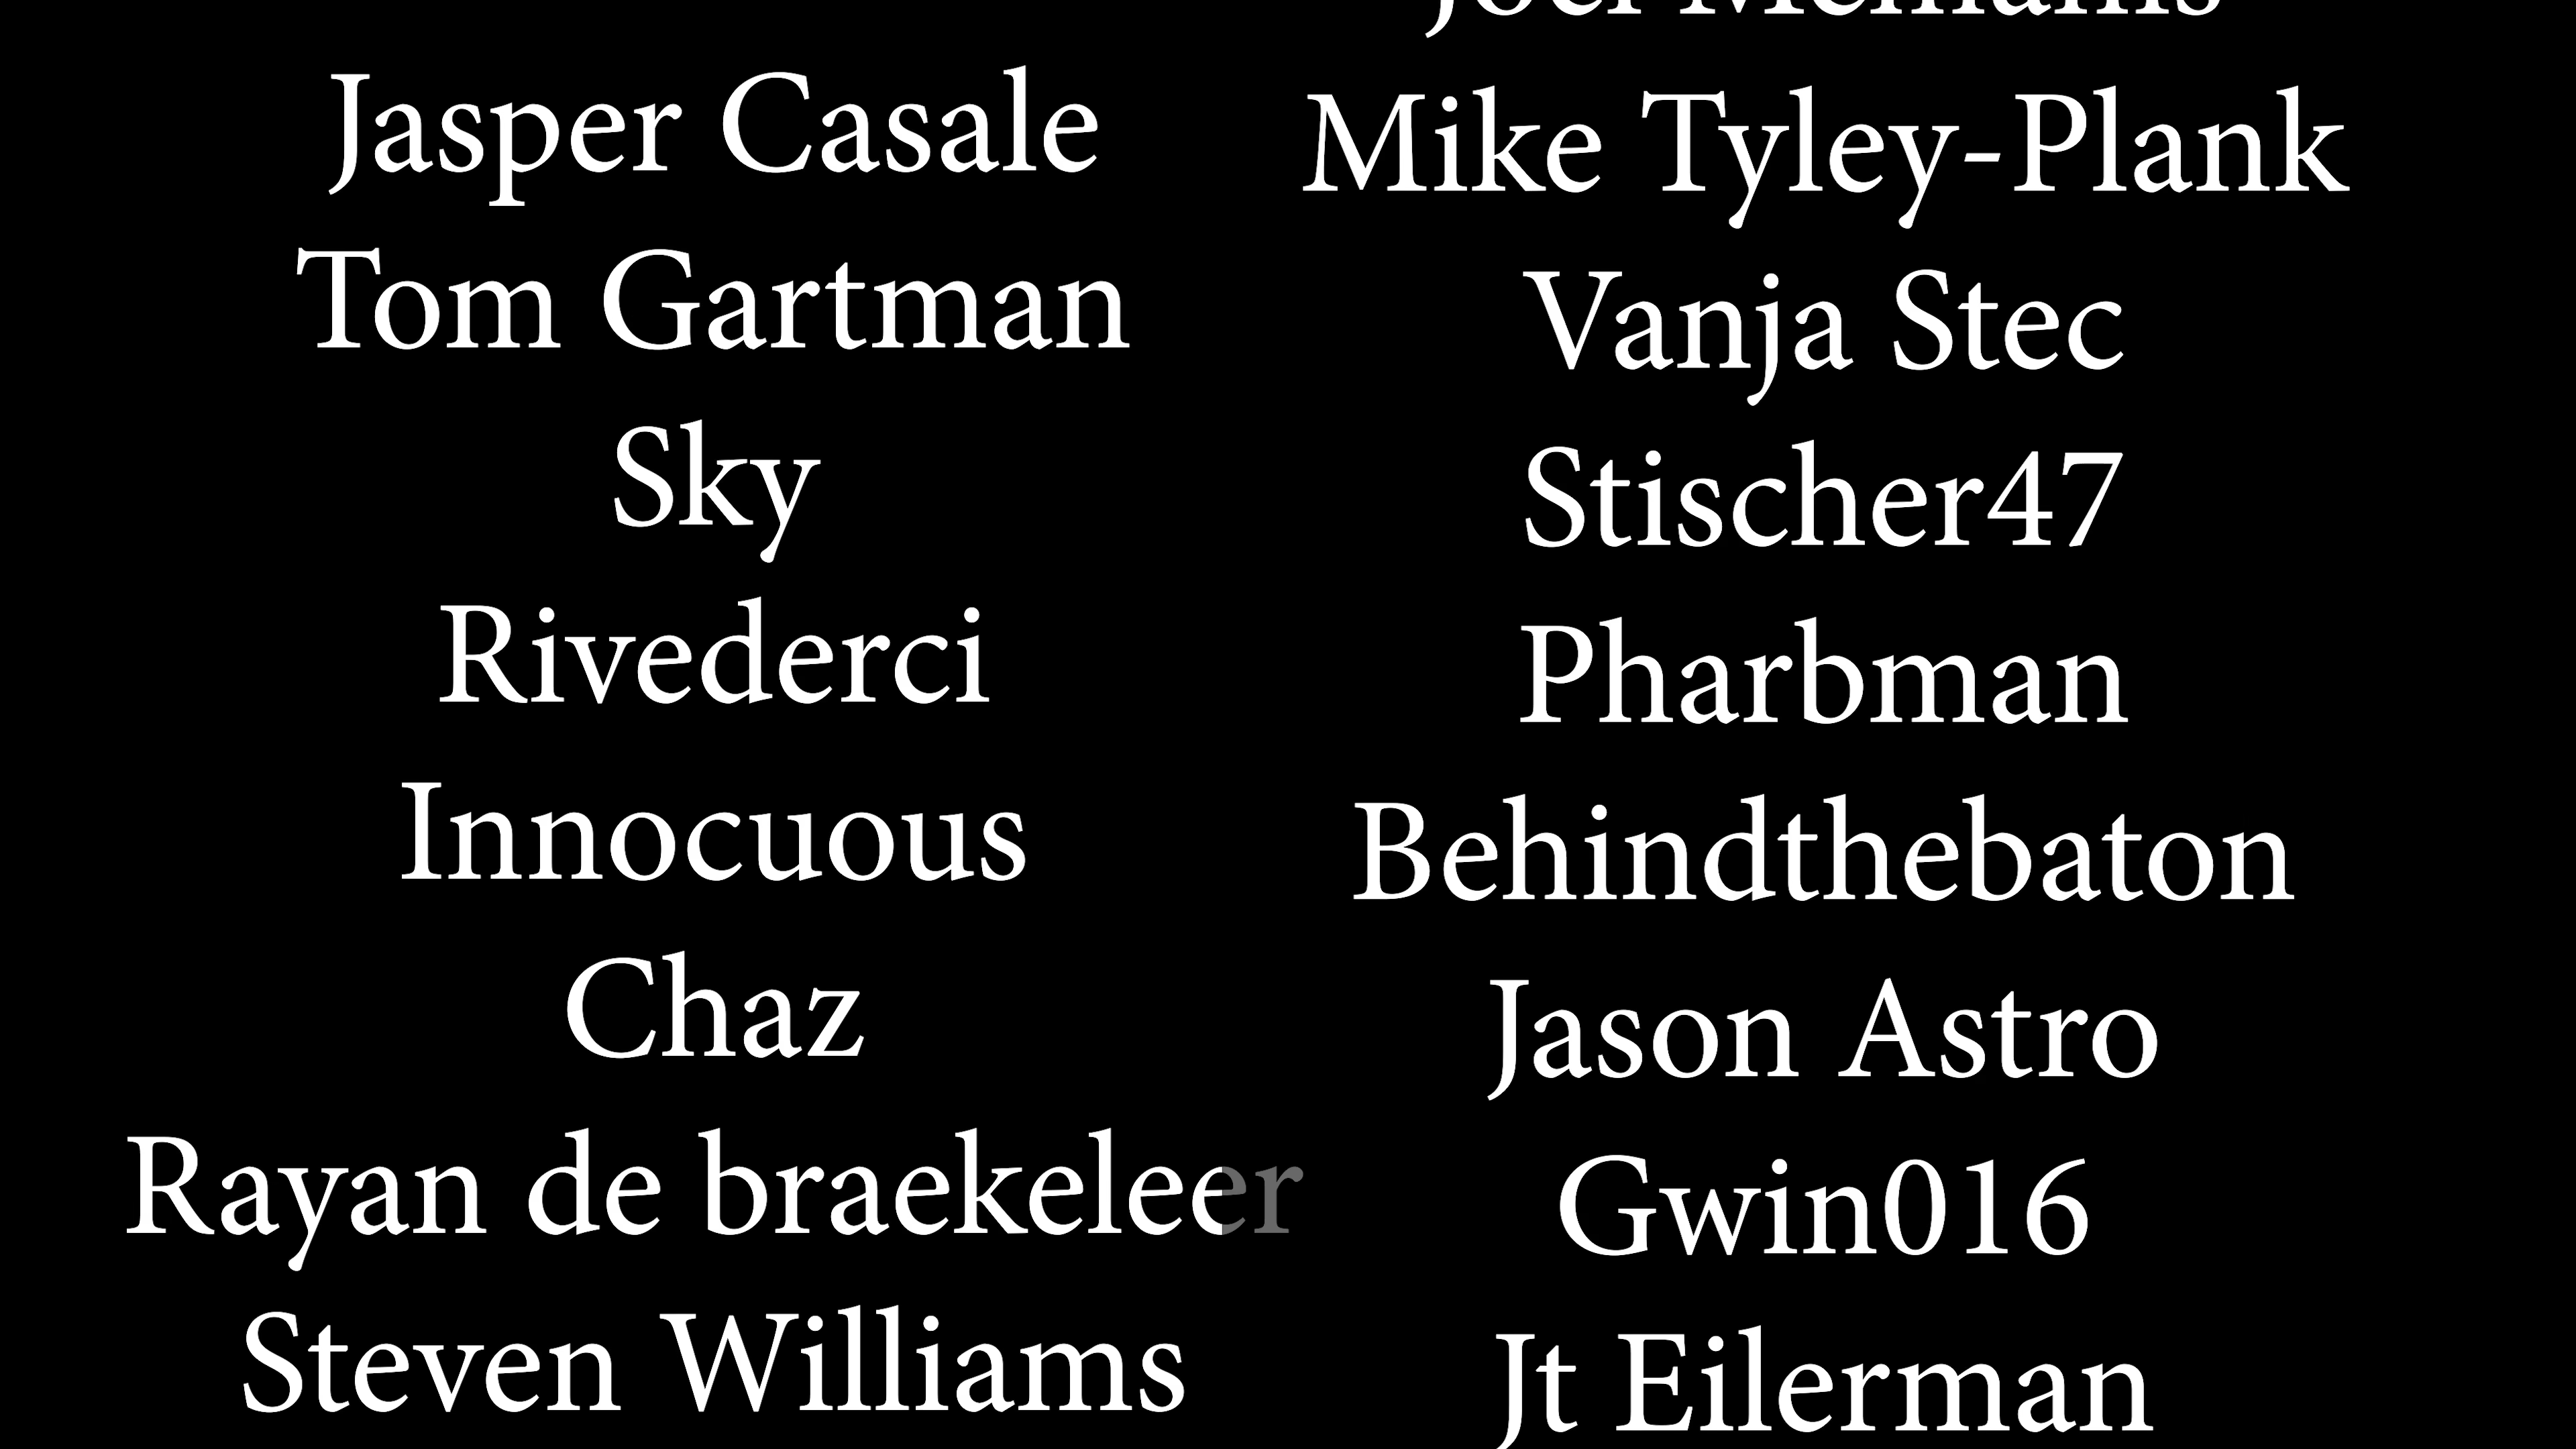 Jasper Casale
Tom Gartman
Sky
Rivederci
Innocuous
Chaz
Rayan de braekeleer
Steven Williams
Mike Tyley-Plank
Vanja Stec
Stischer47
Pharbman
Behindthebaton
Jason Astro
Gwin016
Jt Eilerman